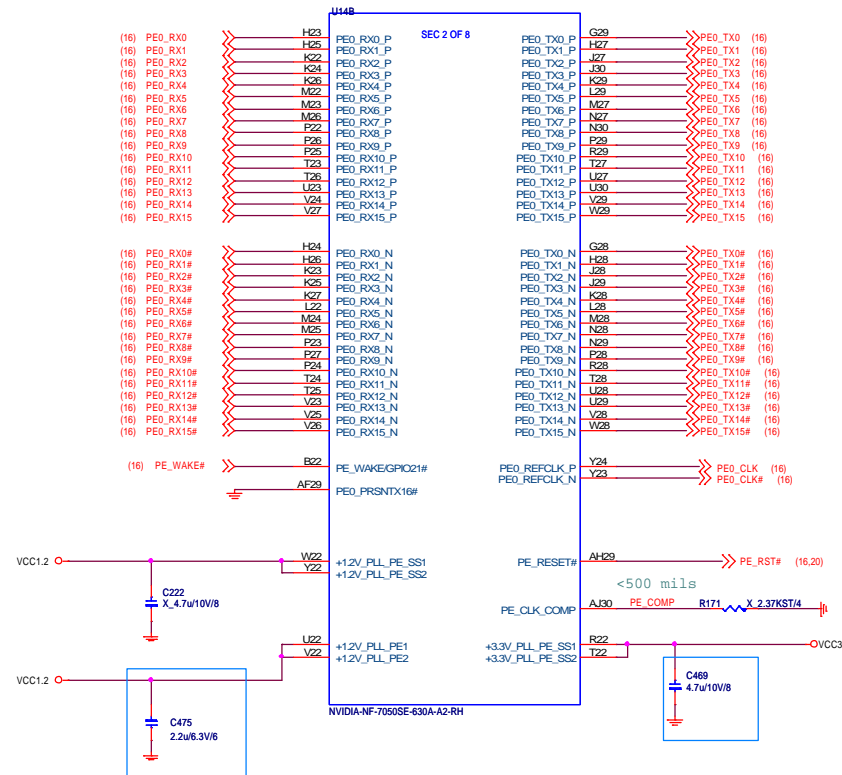 U14B
SEC 2 OF 8
(16) PE0_RX0 H23 PE0_RX0_P PE0_TX0_P G29 PE0_TX0 (16)
(16) PE0_RX1 H25 PE0_RX1_P PE0_TX1_P H27 PE0_TX1 (16)
(16) PE0_RX2 K22 PE0_RX2_P PE0_TX2_P J27 PE0_TX2 (16)
(16) PE0_RX3 K24 PE0_RX3_P PE0_TX3_P J30 PE0_TX3 (16)
(16) PE0_RX4 K26 PE0_RX4_P PE0_TX4_P K29 PE0_TX4 (16)
(16) PE0_RX5 M22 PE0_RX5_P PE0_TX5_P L29 PE0_TX5 (16)
(16) PE0_RX6 M23 PE0_RX6_P PE0_TX6_P M27 PE0_TX6 (16)
(16) PE0_RX7 M26 PE0_RX7_P PE0_TX7_P N27 PE0_TX7 (16)
(16) PE0_RX8 P22 PE0_RX8_P PE0_TX8_P N30 PE0_TX8 (16)
(16) PE0_RX9 P26 PE0_RX9_P PE0_TX9_P P29 PE0_TX9 (16)
(16) PE0_RX10 P25 PE0_RX10_P PE0_TX10_P R29 PE0_TX10 (16)
(16) PE0_RX11 T23 PE0_RX11_P PE0_TX11_P T27 PE0_TX11 (16)
(16) PE0_RX12 T26 PE0_RX12_P PE0_TX12_P U27 PE0_TX12 (16)
(16) PE0_RX13 U23 PE0_RX13_P PE0_TX13_P U30 PE0_TX13 (16)
(16) PE0_RX14 V24 PE0_RX14_P PE0_TX14_P V29 PE0_TX14 (16)
(16) PE0_RX15 V27 PE0_RX15_P PE0_TX15_P W29 PE0_TX15 (16)
(16) PE0_RX0# H24 PE0_RX0_N PE0_TX0_N G28 PE0_TX0# (16)
(16) PE0_RX1# H26 PE0_RX1_N PE0_TX1_N H28 PE0_TX1# (16)
(16) PE0_RX2# K23 PE0_RX2_N PE0_TX2_N J28 PE0_TX2# (16)
(16) PE0_RX3# K25 PE0_RX3_N PE0_TX3_N J29 PE0_TX3# (16)
(16) PE0_RX4# K27 PE0_RX4_N PE0_TX4_N K28 PE0_TX4# (16)
(16) PE0_RX5# L22 PE0_RX5_N PE0_TX5_N L28 PE0_TX5# (16)
(16) PE0_RX6# M24 PE0_RX6_N PE0_TX6_N M28 PE0_TX6# (16)
(16) PE0_RX7# M25 PE0_RX7_N PE0_TX7_N N28 PE0_TX7# (16)
(16) PE0_RX8# P23 PE0_RX8_N PE0_TX8_N N29 PE0_TX8# (16)
(16) PE0_RX9# P27 PE0_RX9_N PE0_TX9_N P28 PE0_TX9# (16)
(16) PE0_RX10# P24 PE0_RX10_N PE0_TX10_N R28 PE0_TX10# (16)
(16) PE0_RX11# T24 PE0_RX11_N PE0_TX11_N T28 PE0_TX11# (16)
(16) PE0_RX12# T25 PE0_RX12_N PE0_TX12_N U28 PE0_TX12# (16)
(16) PE0_RX13# V23 PE0_RX13_N PE0_TX13_N U29 PE0_TX13# (16)
(16) PE0_RX14# V25 PE0_RX14_N PE0_TX14_N V28 PE0_TX14# (16)
(16) PE0_RX15# V26 PE0_RX15_N PE0_TX15_N W28 PE0_TX15# (16)
(16) PE_WAKE# B22 PE_WAKE/GPIO21# PE0_REFCLK_P Y24 PE0_CLK (16)
PE0_REFCLK_N Y23 PE0_CLK# (16)
AF29 PE0_PRSNTX16#
VCC1.2 W22 +1.2V_PLL_PE_SS1 PE_RESET# AH29 PE_RST# (16,20)
Y22 +1.2V_PLL_PE_SS2
<500 mils
C222
X_4.7u/10V/8
PE_CLK_COMP AJ30 PE_COMP R171 X_2.37KST/4
U22 +1.2V_PLL_PE1 +3.3V_PLL_PE_SS1 R22 VCC3
V22 +1.2V_PLL_PE2 +3.3V_PLL_PE_SS2 T22
VCC1.2
C469
4.7u/10V/8
NVIDIA-NF-7050SE-630A-A2-RH
C475
2.2u/6.3V/6